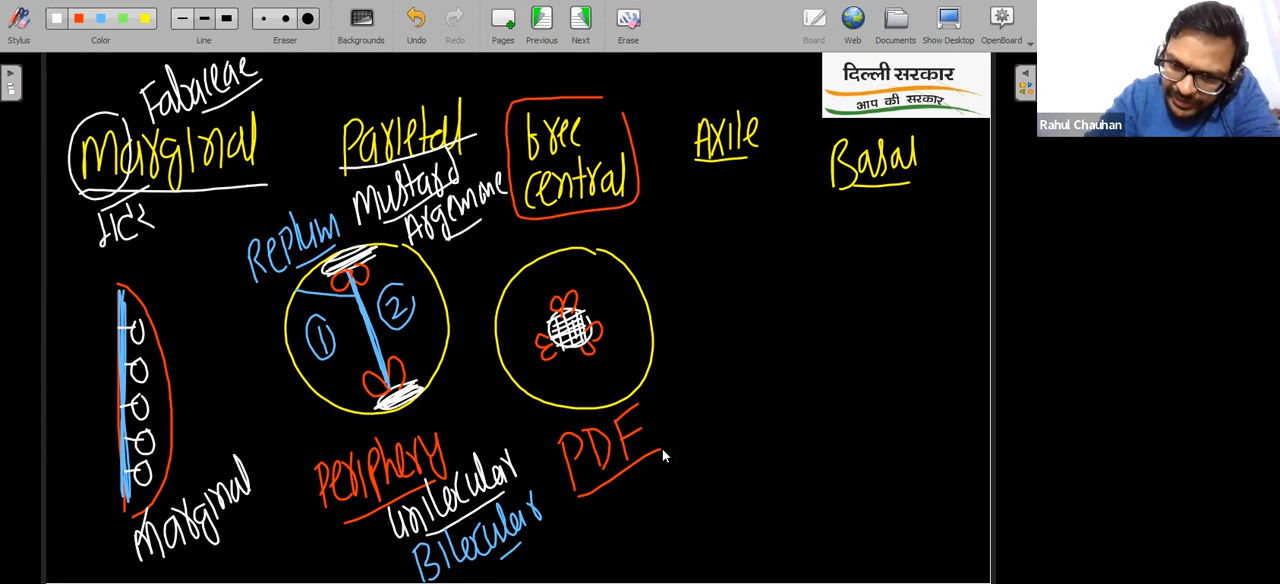 Stylus
Color
Line
Eraser
Backgrounds
Undo
Redo
Pages
Previous
Next
Erase
Board
Web
Documents
Show Desktop
OpenBoard
Rahul Chauhan
दिल्ली सरकार
आप की सरकार
Fabaceae
Marginal
मटर
Parietal
Mustard
Argemone
free
central
Axile
Basal
Replum
1
2
Marginal
Periphery
Unilocular
Bilocular
PDF